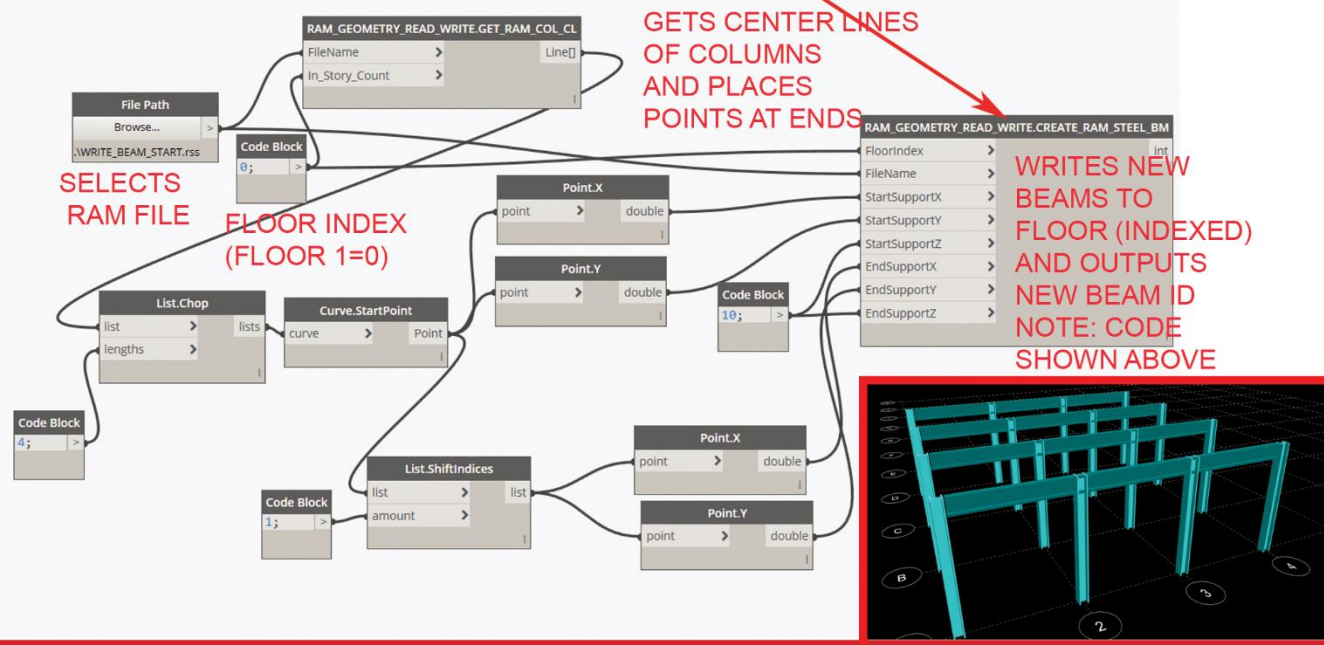 RAM_GEOMETRY_READ_WRITE.GET_RAM_COL_CL
FileName > Line[]
In_Story_Count >
GETS CENTER LINES
OF COLUMNS
AND PLACES
POINTS AT ENDS
File Path
Browse... >
.\WRITE_BEAM_START.rss
SELECTS
RAM FILE
Code Block
0; >
FLOOR INDEX
(FLOOR 1=0)
RAM_GEOMETRY_READ_WRITE.CREATE_RAM_STEEL_BM
FloorIndex > int
FileName >
StartSupportX >
StartSupportY >
StartSupportZ >
EndSupportX >
EndSupportY >
EndSupportZ >
WRITES NEW
BEAMS TO
FLOOR (INDEXED)
AND OUTPUTS
NEW BEAM ID
NOTE: CODE
SHOWN ABOVE
Point.X
point > double
Point.Y
point > double
Code Block
10; >
List.Chop
list > lists
lengths >
Curve.StartPoint
curve > Point
Code Block
4; >
List.ShiftIndices
list > list
amount >
Code Block
1; >
Point.X
point > double
Point.Y
point > double
D
C
B
2
3
4